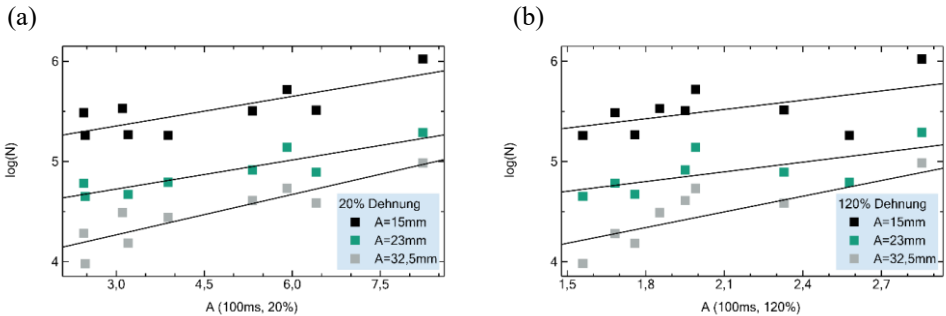 (a)
log(N)
6
5
4
20% Dehnung
A=15mm
A=23mm
A=32,5mm
3,0 4,5 6,0 7,5
A (100ms, 20%)
(b)
log(N)
6
5
4
120% Dehnung
A=15mm
A=23mm
A=32,5mm
1,5 1,8 2,1 2,4 2,7
A (100ms, 120%)